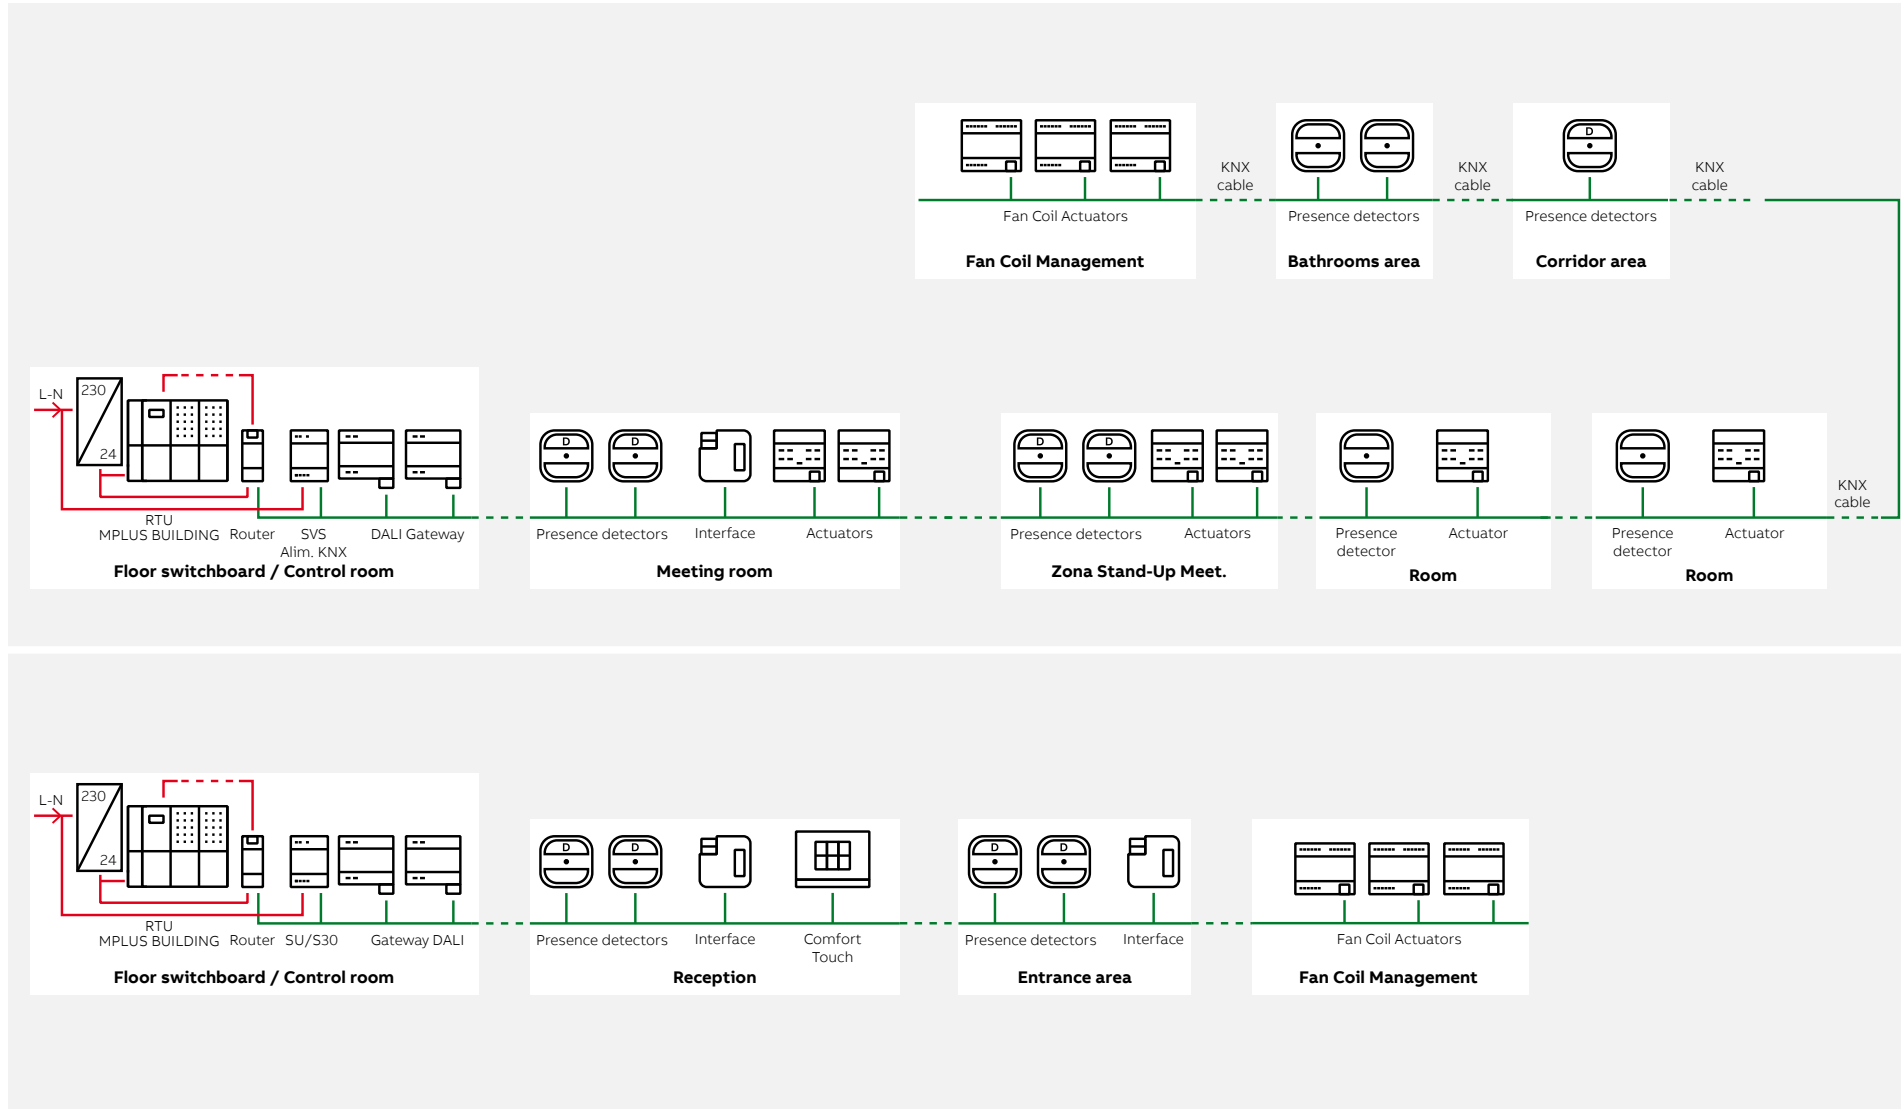 KNX
cable
KNX
cable
KNX
cable
Fan Coil Actuators
Presence detectors
D
Presence detectors
Fan Coil Management
Bathrooms area
Corridor area
L-N
230
24
RTU
MPLUS BUILDING
Router
SVS
Alim. KNX
DALI Gateway
Floor switchboard / Control room
D
D
Presence detectors
Interface
Actuators
Meeting room
D
D
Presence detectors
Actuators
Zona Stand-Up Meet.
Presence
detector
Actuator
Room
Presence
detector
Actuator
Room
KNX
cable
L-N
230
24
RTU
MPLUS BUILDING
Router
SU/S30
Gateway DALI
Floor switchboard / Control room
D
D
Presence detectors
Interface
Comfort
Touch
Reception
D
D
Presence detectors
Interface
Entrance area
Fan Coil Actuators
Fan Coil Management